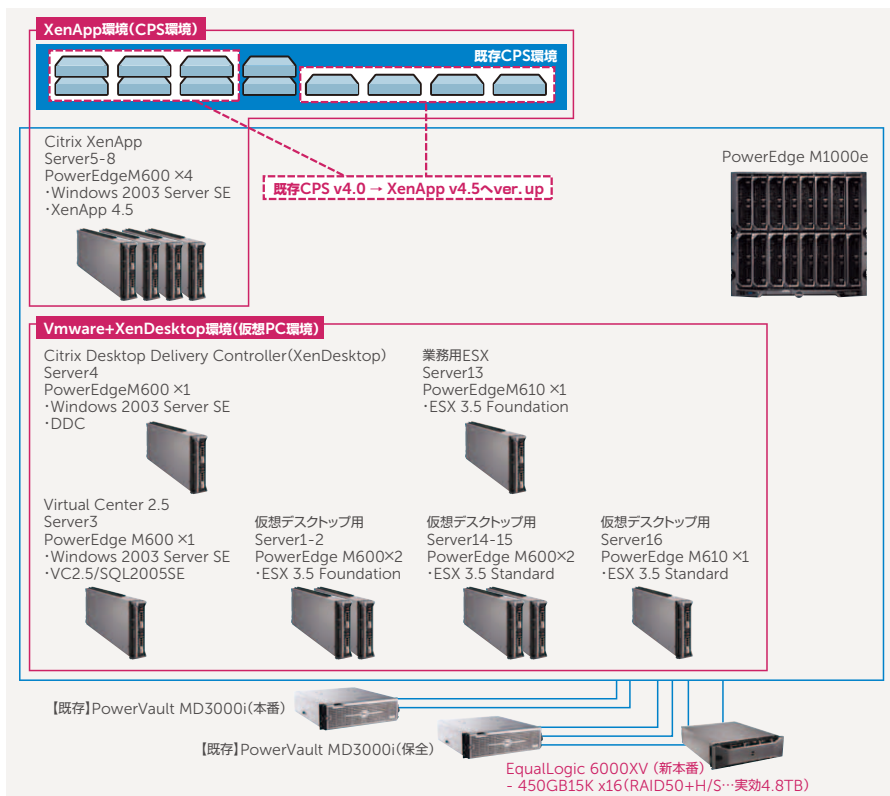 XenApp環境(CPS環境)
既存CPS環境
Citrix XenApp
Server5-8
PowerEdgeM600 ×4
・Windows 2003 Server SE
・XenApp 4.5
既存CPS v4.0 → XenApp v4.5へver. up
PowerEdge M1000e
Vmware+XenDesktop環境(仮想PC環境)
Citrix Desktop Delivery Controller(XenDesktop)
Server4
PowerEdgeM600 ×1
・Windows 2003 Server SE
・DDC
業務用ESX
Server13
PowerEdgeM610 ×1
・ESX 3.5 Foundation
Virtual Center 2.5
Server3
PowerEdge M600 ×1
・Windows 2003 Server SE
・VC2.5/SQL2005SE
仮想デスクトップ用
Server1-2
PowerEdge M600×2
・ESX 3.5 Foundation
仮想デスクトップ用
Server14-15
PowerEdge M600×2
・ESX 3.5 Standard
仮想デスクトップ用
Server16
PowerEdge M610 ×1
・ESX 3.5 Standard
【既存】PowerVault MD3000i(本番)
【既存】PowerVault MD3000i(保全)
EqualLogic 6000XV (新本番)
- 450GB15K x16(RAID50+H/S…実効4.8TB)